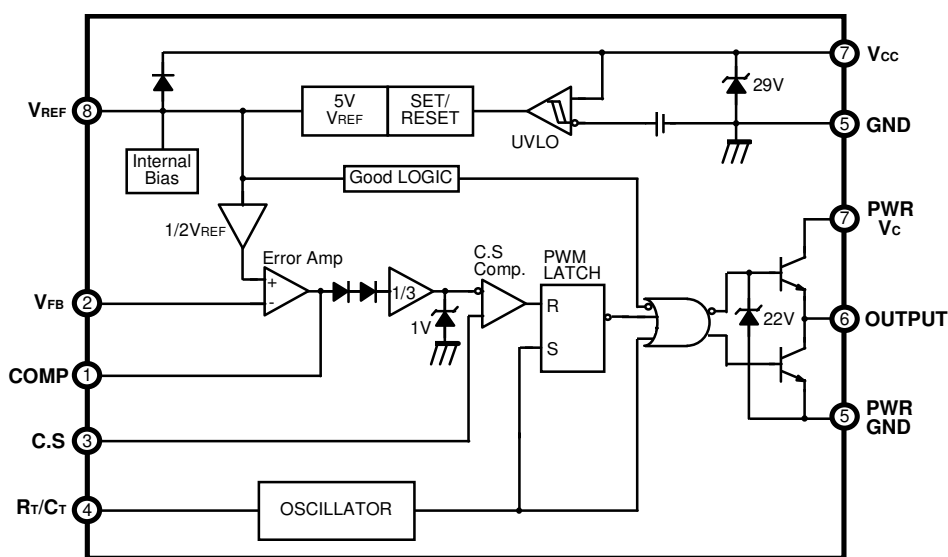 7 VCC
29V
VREF 8
5V
VREF
SET/
RESET
UVLO
5 GND
Internal
Bias
Good LOGIC
1/2VREF
7 PWR
VC
Error Amp
C.S
Comp.
PWM
LATCH
+
-
1/3
VFB 2
1V
R
S
22V
6 OUTPUT
COMP 1
C.S 3
5 PWR
GND
RT/CT 4
OSCILLATOR